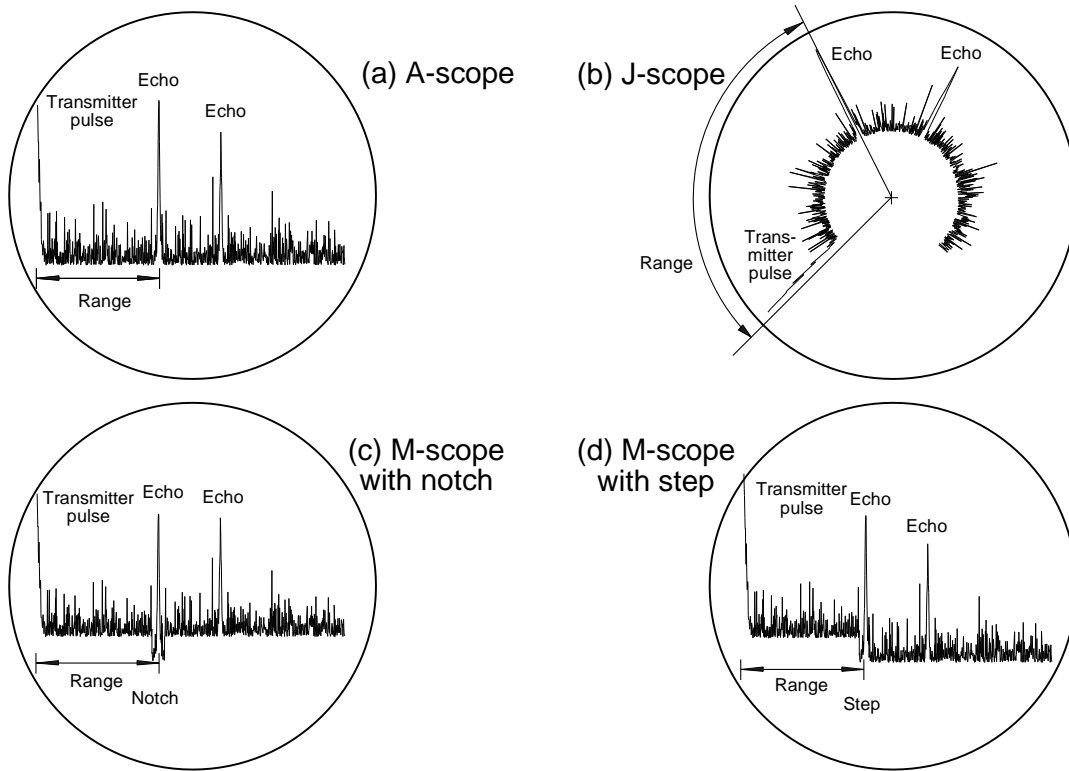 (a) A-scope
Echo
Transmitter
pulse
Echo
Range
(b) J-scope
Echo
Echo
Trans-
mitter
pulse
Range
(c) M-scope
with notch
Echo
Echo
Transmitter
pulse
Range
Notch
(d) M-scope
with step
Transmitter
pulse
Echo
Echo
Range
Step